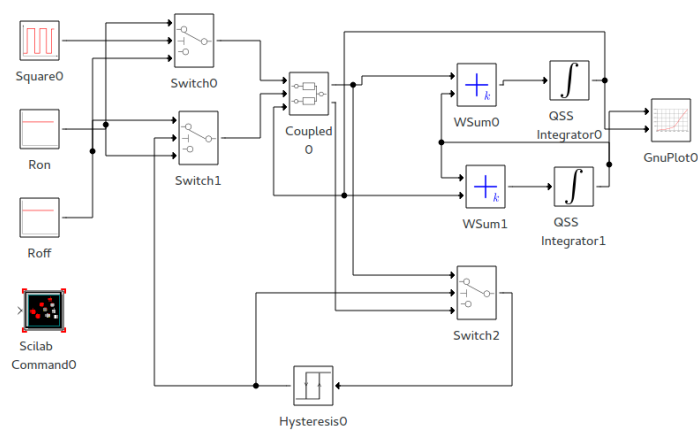 Square0
Switch0
Ron
Switch1
Roff
Scilab
Command0
Coupled
0
k
WSum0
QSS
Integrator0
GnuPlot0
k
WSum1
QSS
Integrator1
Switch2
Hysteresis0